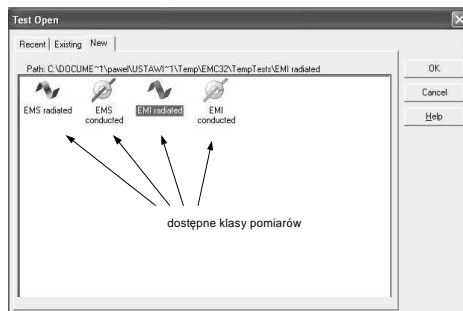 Test Open
Recent Existing New
Path: C:\DOCUME~1\pawel\USTAWI~1\Temp\EMC32\TempTests\EMI radiated
OK
Cancel
Help
EMS radiated
EMS conducted
EMI radiated
EMI conducted
dostępne klasy pomiarów